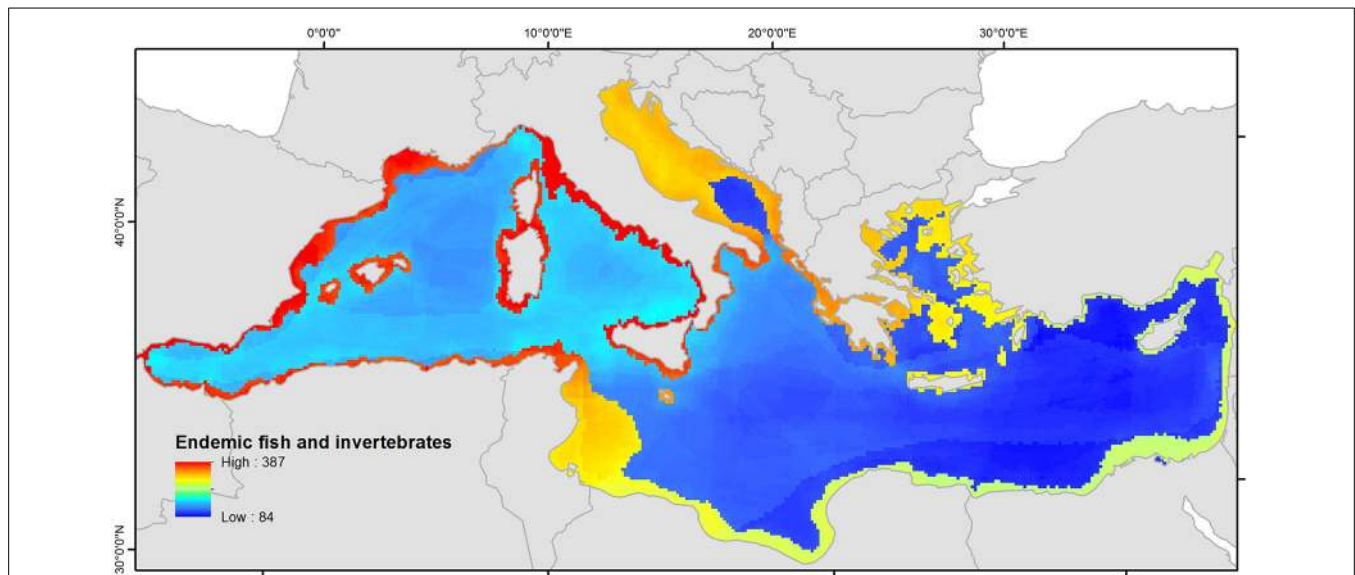 0°0'0" 10°0'0"E 20°0'0"E 30°0'0"E
40°0'0"N
Endemic fish and invertebrates
High : 387
Low : 84
30°0'0"N